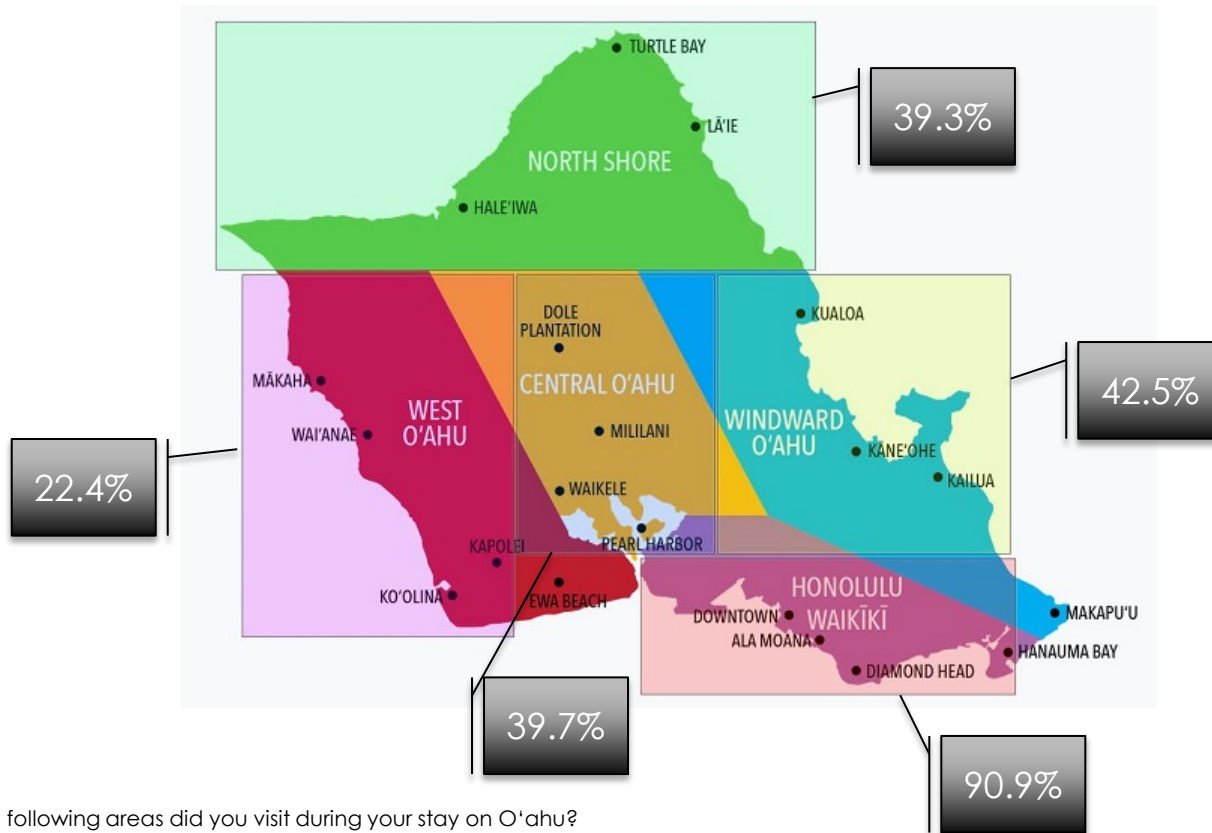 TURTLE BAY
39.3%
LĀ'IE
NORTH SHORE
HALE'IWA
DOLE
PLANTATION
KUALOA
MĀKAHA
CENTRAL O'AHU
42.5%
WEST
O'AHU
WINDWARD
O'AHU
WAI'ANAE
MILILANI
KĀNE'OHE
KAILUA
22.4%
WAIKELE
PEARL HARBOR
KAPOLEI
KO'OLINA
EWA BEACH
HONOLULU
WAIKĪKĪ
DOWNTOWN
ALA MOANA
MAKAPU'U
HANAUMA BAY
DIAMOND HEAD
39.7%
90.9%
following areas did you visit during your stay on O‘ahu?